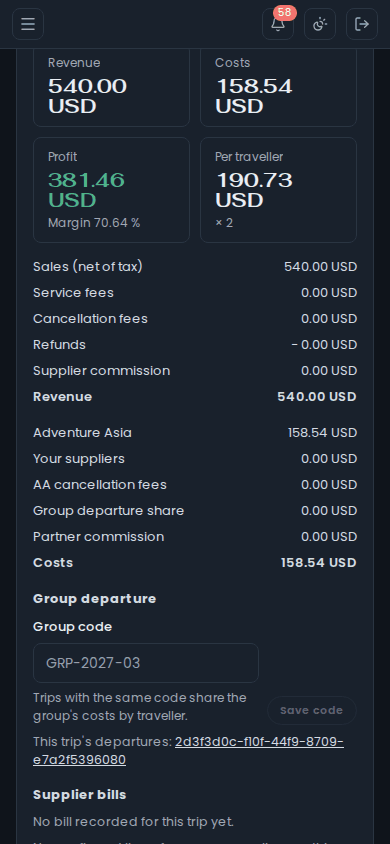 58
Revenue
540.00
USD
Costs
158.54
USD
Profit
381.46
USD
Margin 70.64 %
Per traveller
190.73
USD
× 2
Sales (net of tax) 540.00 USD
Service fees 0.00 USD
Cancellation fees 0.00 USD
Refunds - 0.00 USD
Supplier commission 0.00 USD
Revenue 540.00 USD
Adventure Asia 158.54 USD
Your suppliers 0.00 USD
AA cancellation fees 0.00 USD
Group departure share 0.00 USD
Partner commission 0.00 USD
Costs 158.54 USD
Group departure
Group code
GRP-2027-03
Trips with the same code share the
group's costs by traveller.
Save code
This trip's departures: 2d3f3d0c-f10f-44f9-8709-
e7a2f5396080
Supplier bills
No bill recorded for this trip yet.